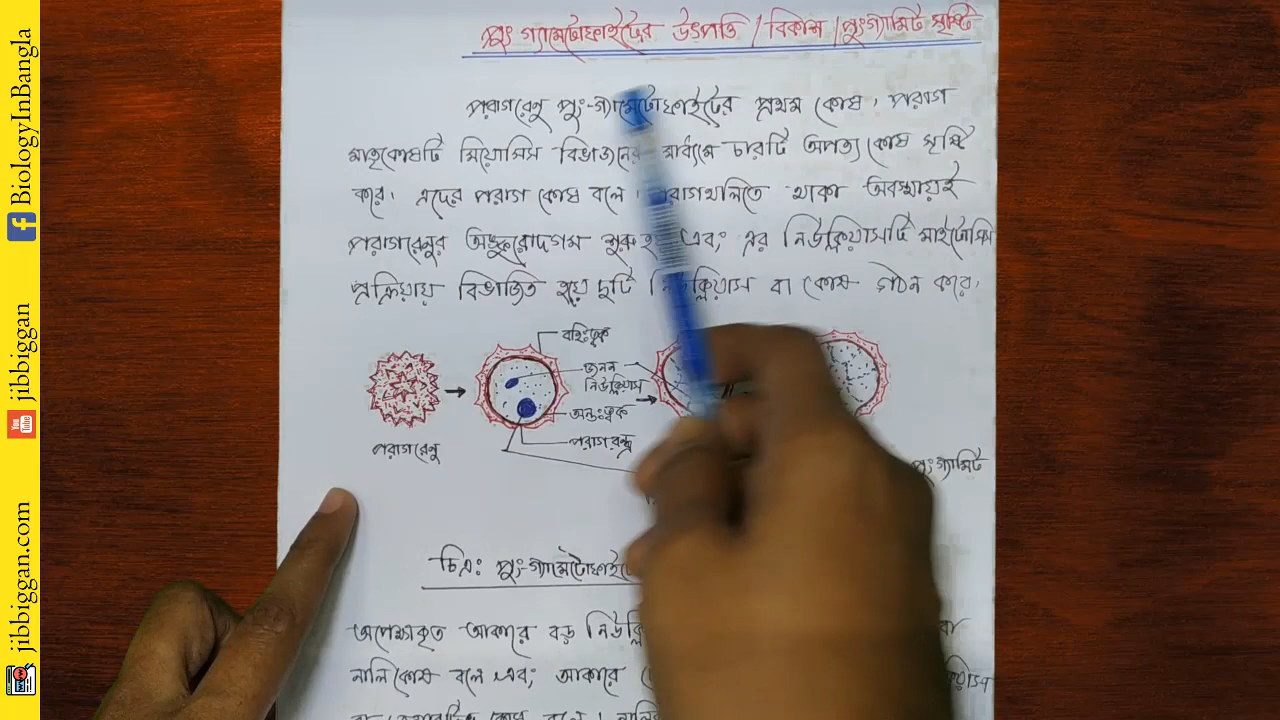 পুং গ্যামেটোফাইটের উৎপত্তি / বিকাশ / পুংগ্যামিট সৃষ্টি
পরাগরেনু পুং-গ্যামেটোফাইটের প্রথম কোষ। পরাগ
মাতৃকোষটি মিয়োসিস বিভাজনের মাধ্যমে চারটি অপত্য কোষ সৃষ্টি
করে। এদের পরাগ কোষ বলে। পরাগথলিতে থাকা অবস্থায়ই
পরাগরেনুর অঙ্কুরোদগম শুরু হয় এবং এর নিউক্লিয়াসটি মাইটোসিস
প্রক্রিয়ায় বিভাজিত হয়ে দুটি নিউক্লিয়াস বা কোষ গঠন করে।
বহিঃত্বক
জনন
নিউক্লিয়াস
অন্তঃত্বক
পরাগরন্ধ্র
পরাগরেনু
পুংগ্যামিট
চিত্র: পুং-গ্যামেটোফাইটে
অপেক্ষাকৃত আকারে বড় নিউক্লি
নালিকোষ বলে এবং আকারে
কোষ বলে।
BiologyInBangla
jibbiggan
jibbiggan.com